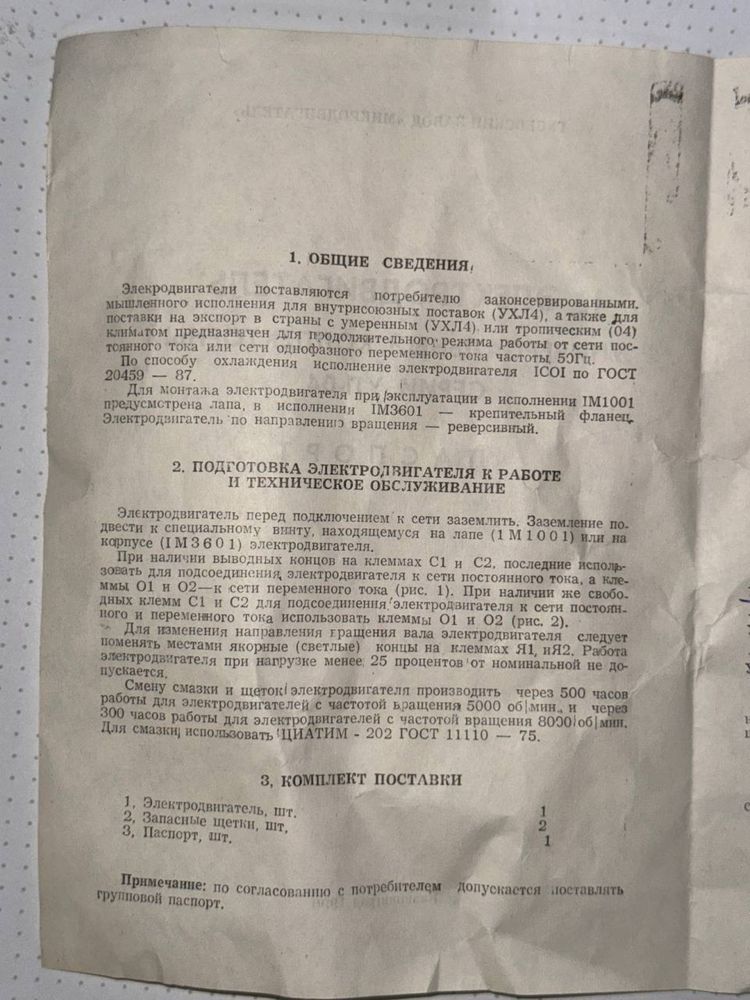 1. ОБЩИЕ СВЕДЕНИЯ
Элекродвигатели поставляются потребителю законсервированными.
мышленного исполнения для внутрисоюзных поставок (УХЛ4), а также для
поставки на экспорт в страны с умеренным (УХЛ4) или тропическим (04)
климатом предназначен для продолжительного режима работы от сети пос-
тоянного тока или сети однофазного переменного тока частоты 50Гц.
По способу охлаждения исполнение электродвигателя ICOI по ГОСТ
20459 — 87.
Для монтажа электродвигателя при эксплуатации в исполнении IM1001
предусмотрена лапа, в исполнении IM3601 — крепительный фланец.
Электродвигатель по направлению вращения — реверсивный.
2. ПОДГОТОВКА ЭЛЕКТРОДВИГАТЕЛЯ К РАБОТЕ
И ТЕХНИЧЕСКОЕ ОБСЛУЖИВАНИЕ
Электродвигатель перед подключением к сети заземлить. Заземление по-
двести к специальному винту, находящемуся на лапе (1М1001) или на
корпусе (IM3601) электродвигателя.
При наличии выводных концов на клеммах С1 и С2, последние исполь-
зовать для подсоединения электродвигателя к сети постоянного тока, а кле-
ммы О1 и О2—к сети переменного тока (рис. 1). При наличии же свобо-
дных клемм С1 и С2 для подсоединения электродвигателя к сети постоян-
ного и переменного тока использовать клеммы О1 и О2 (рис. 2).
Для изменения направления вращения вала электродвигателя следует
поменять местами якорные (светлые) концы на клеммах Я1, иЯ2. Работа
электродвигателя при нагрузке менее 25 процентов от номинальной не до-
пускается.
Смену смазки и щеток электродвигателя производить через 500 часов
работы для электродвигателей с частотой вращения 5000 об|мин., и через
300 часов работы для электродвигателей с частотой вращения 8000 об|мин.
Для смазки использовать ЦИАТИМ - 202 ГОСТ 11110 — 75.
3, КОМПЛЕКТ ПОСТАВКИ
1, Электродвигатель, шт. 1
2, Запасные щетки, шт, 2
3, Паспорт, шт. 1
Примечание: по согласованию с потребителем допускается поставлять
групповой паспорт.